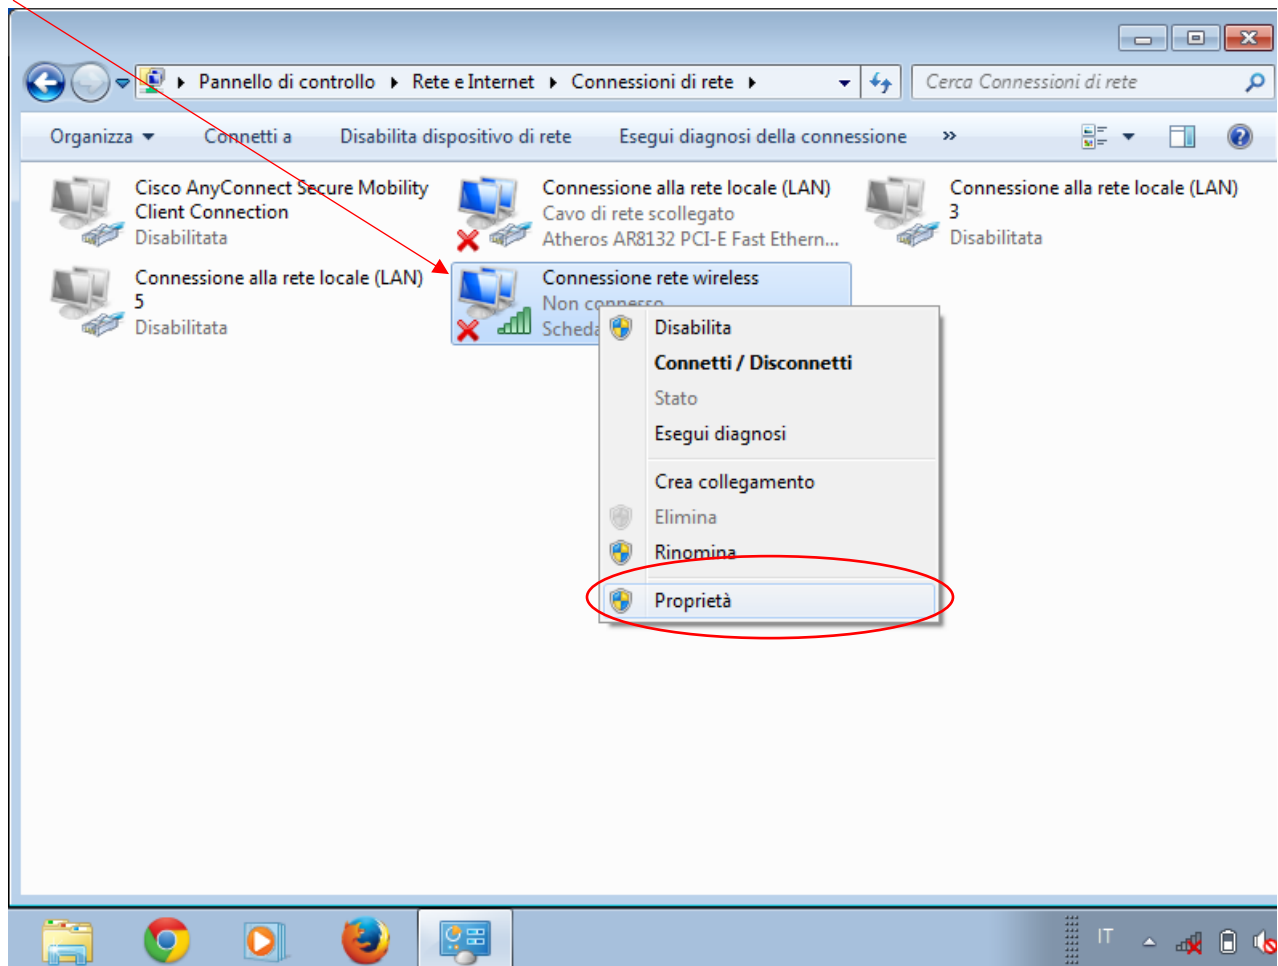 Pannello di controllo Rete e Internet Connessioni di rete
Cerca Connessioni di rete
Organizza Connetti a Disabilita dispositivo di rete Esegui diagnosi della connessione »
Cisco AnyConnect Secure Mobility
Client Connection
Disabilitata
Connessione alla rete locale (LAN)
Cavo di rete scollegato
Atheros AR8132 PCI-E Fast Ethern...
Connessione alla rete locale (LAN)
3
Disabilitata
Connessione alla rete locale (LAN)
5
Disabilitata
Connessione rete wireless
Non connesso
Scheda
Disabilita
Connetti / Disconnetti
Stato
Esegui diagnosi
Crea collegamento
Elimina
Rinomina
Proprietà
IT